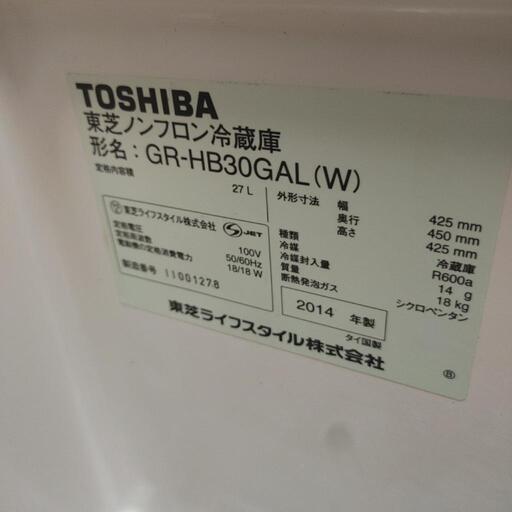 TOSHIBA
東芝ノンフロン冷蔵庫
形名：GR-HB30GAL(W)
定格内容積 27 L
東芝ライフスタイル株式会社 JET
定格電圧 100V
定格周波数 50/60Hz
電動機の定格消費電力 18/18 W
製造番号 11001278
外形寸法 幅 425 mm
奥行 450 mm
高さ 425 mm
種類 冷蔵庫
冷媒 R600a
冷媒封入量 14 g
質量 18 kg
断熱発泡ガス シクロペンタン
2014 年製
タイ国製
東芝ライフスタイル株式会社
Ⓑ